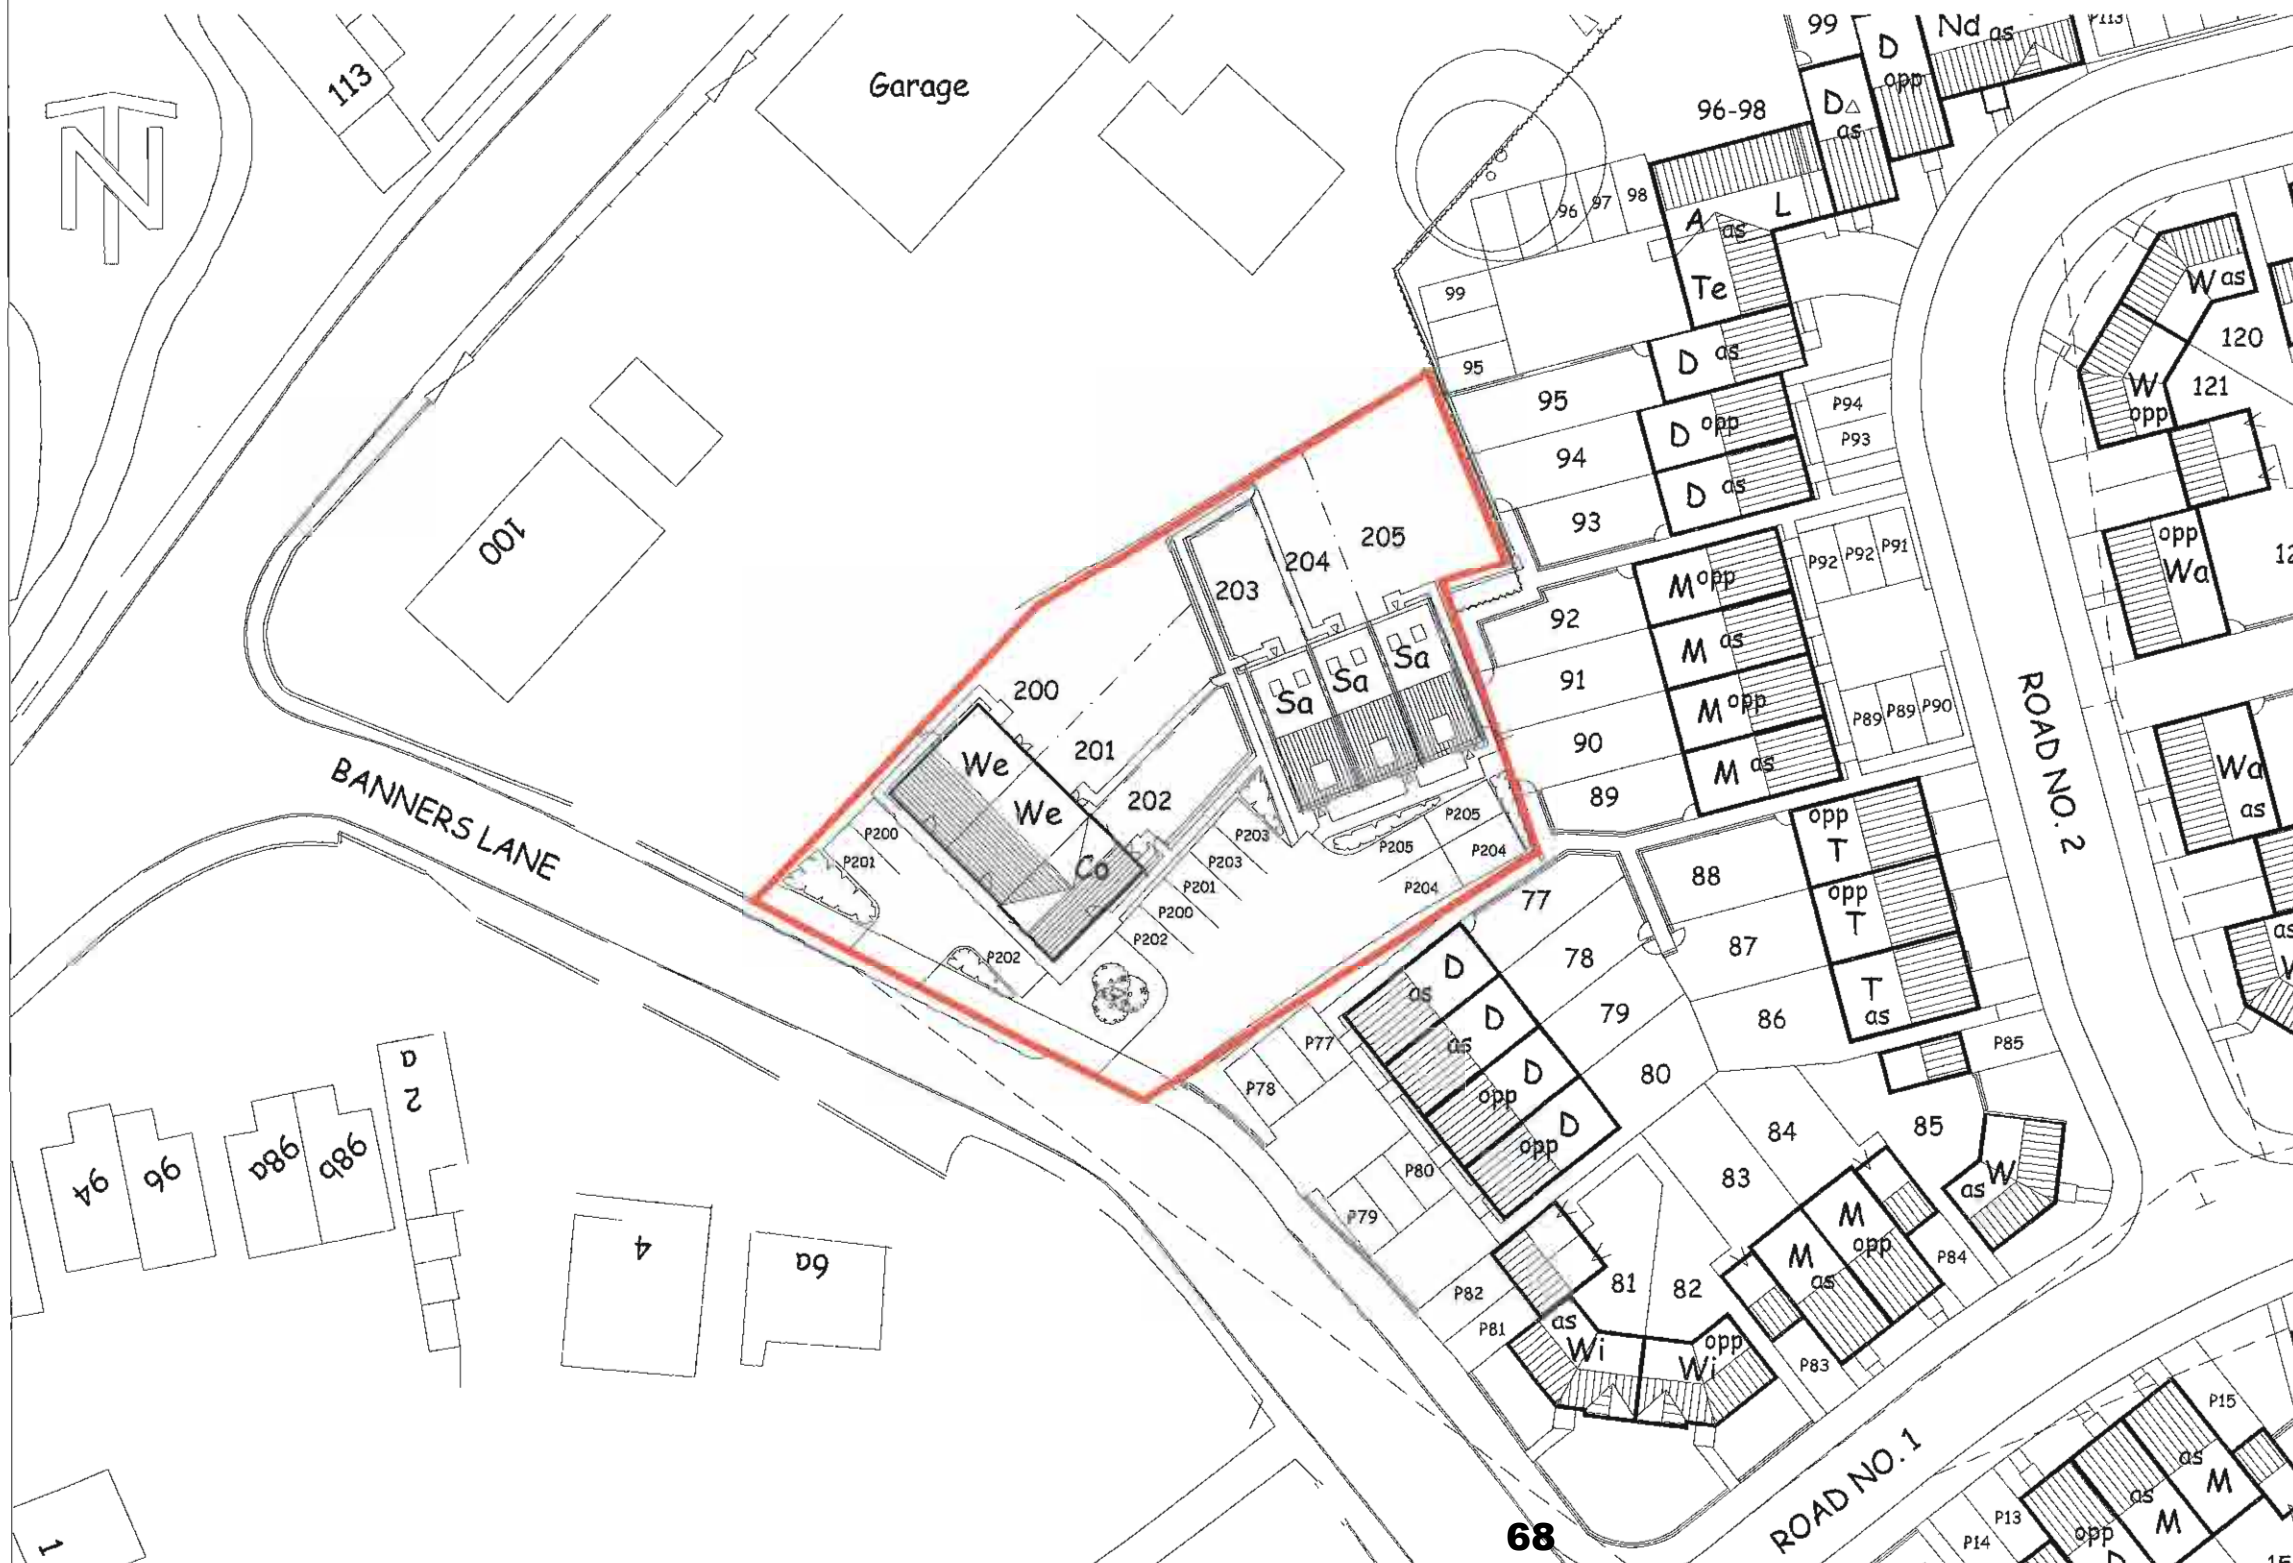 N
113
Garage
99
D
opp
Nd as
P113
96-98
D
as
96
97
98
A
as
L
Te
99
95
D as
95
D opp
94
D as
93
P94
P93
W as
120
W
opp
121
100
205
204
203
M opp
92
M as
91
M opp
90
M as
89
P92
P92
P91
P89
P89
P90
opp
Wa
ROAD NO. 2
200
Sa
Sa
Sa
201
We
We
202
Co
P200
P201
P203
P203
P201
P200
P202
P202
P205
P205
P204
P204
BANNERS LANE
Wa
as
opp
T
88
opp
T
87
T
as
86
77
D
as
78
D
as
79
D
opp
80
D
opp
P77
P78
P85
as
a
2
94
96
98a
98b
4
6a
P80
P79
84
85
83
as W
M
opp
M
as
P84
P82
P81
81
82
as
Wi
opp
Wi
P83
ROAD NO. 1
P15
as
M
as
M
opp
D
P13
P14
1
68